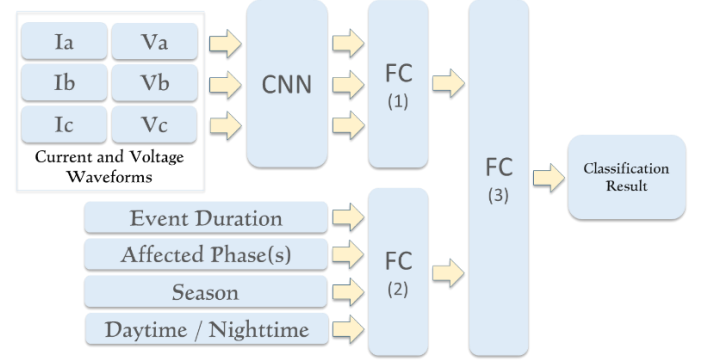 Ia Va
Ib Vb
Ic Vc
Current and Voltage
Waveforms
CNN
FC
(1)
Event Duration
Affected Phase(s)
Season
Daytime / Nighttime
FC
(2)
FC
(3)
Classification
Result